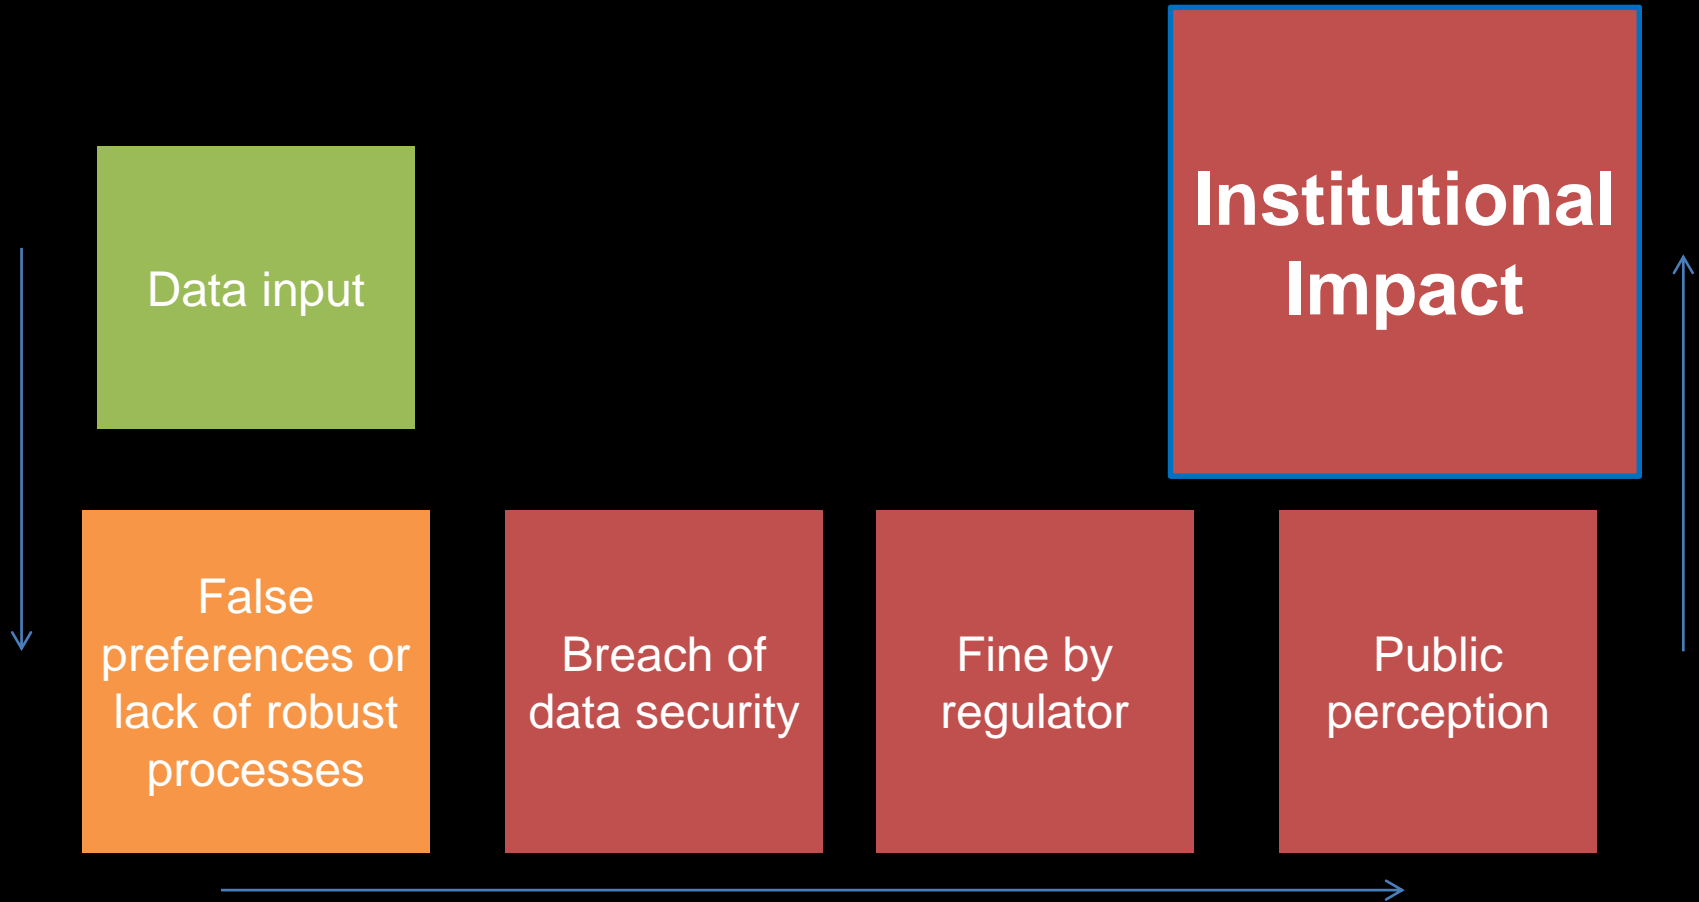 Data input
False
preferences or
lack of robust
processes
Breach of
data security
Fine by
regulator
Public
perception
Institutional
Impact